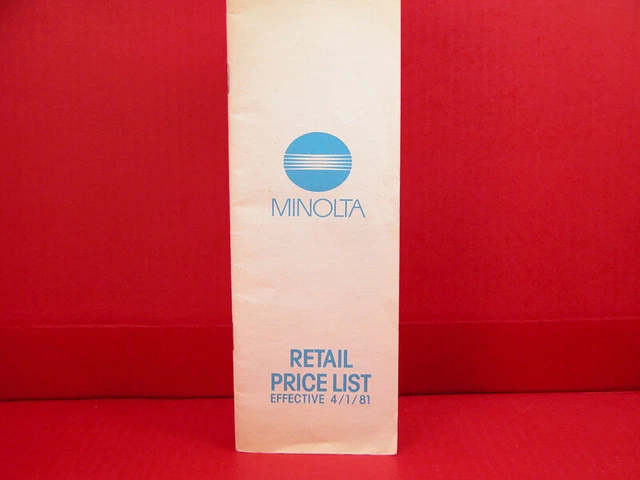 MINOLTA
RETAIL
PRICE LIST
EFFECTIVE 4/1/81